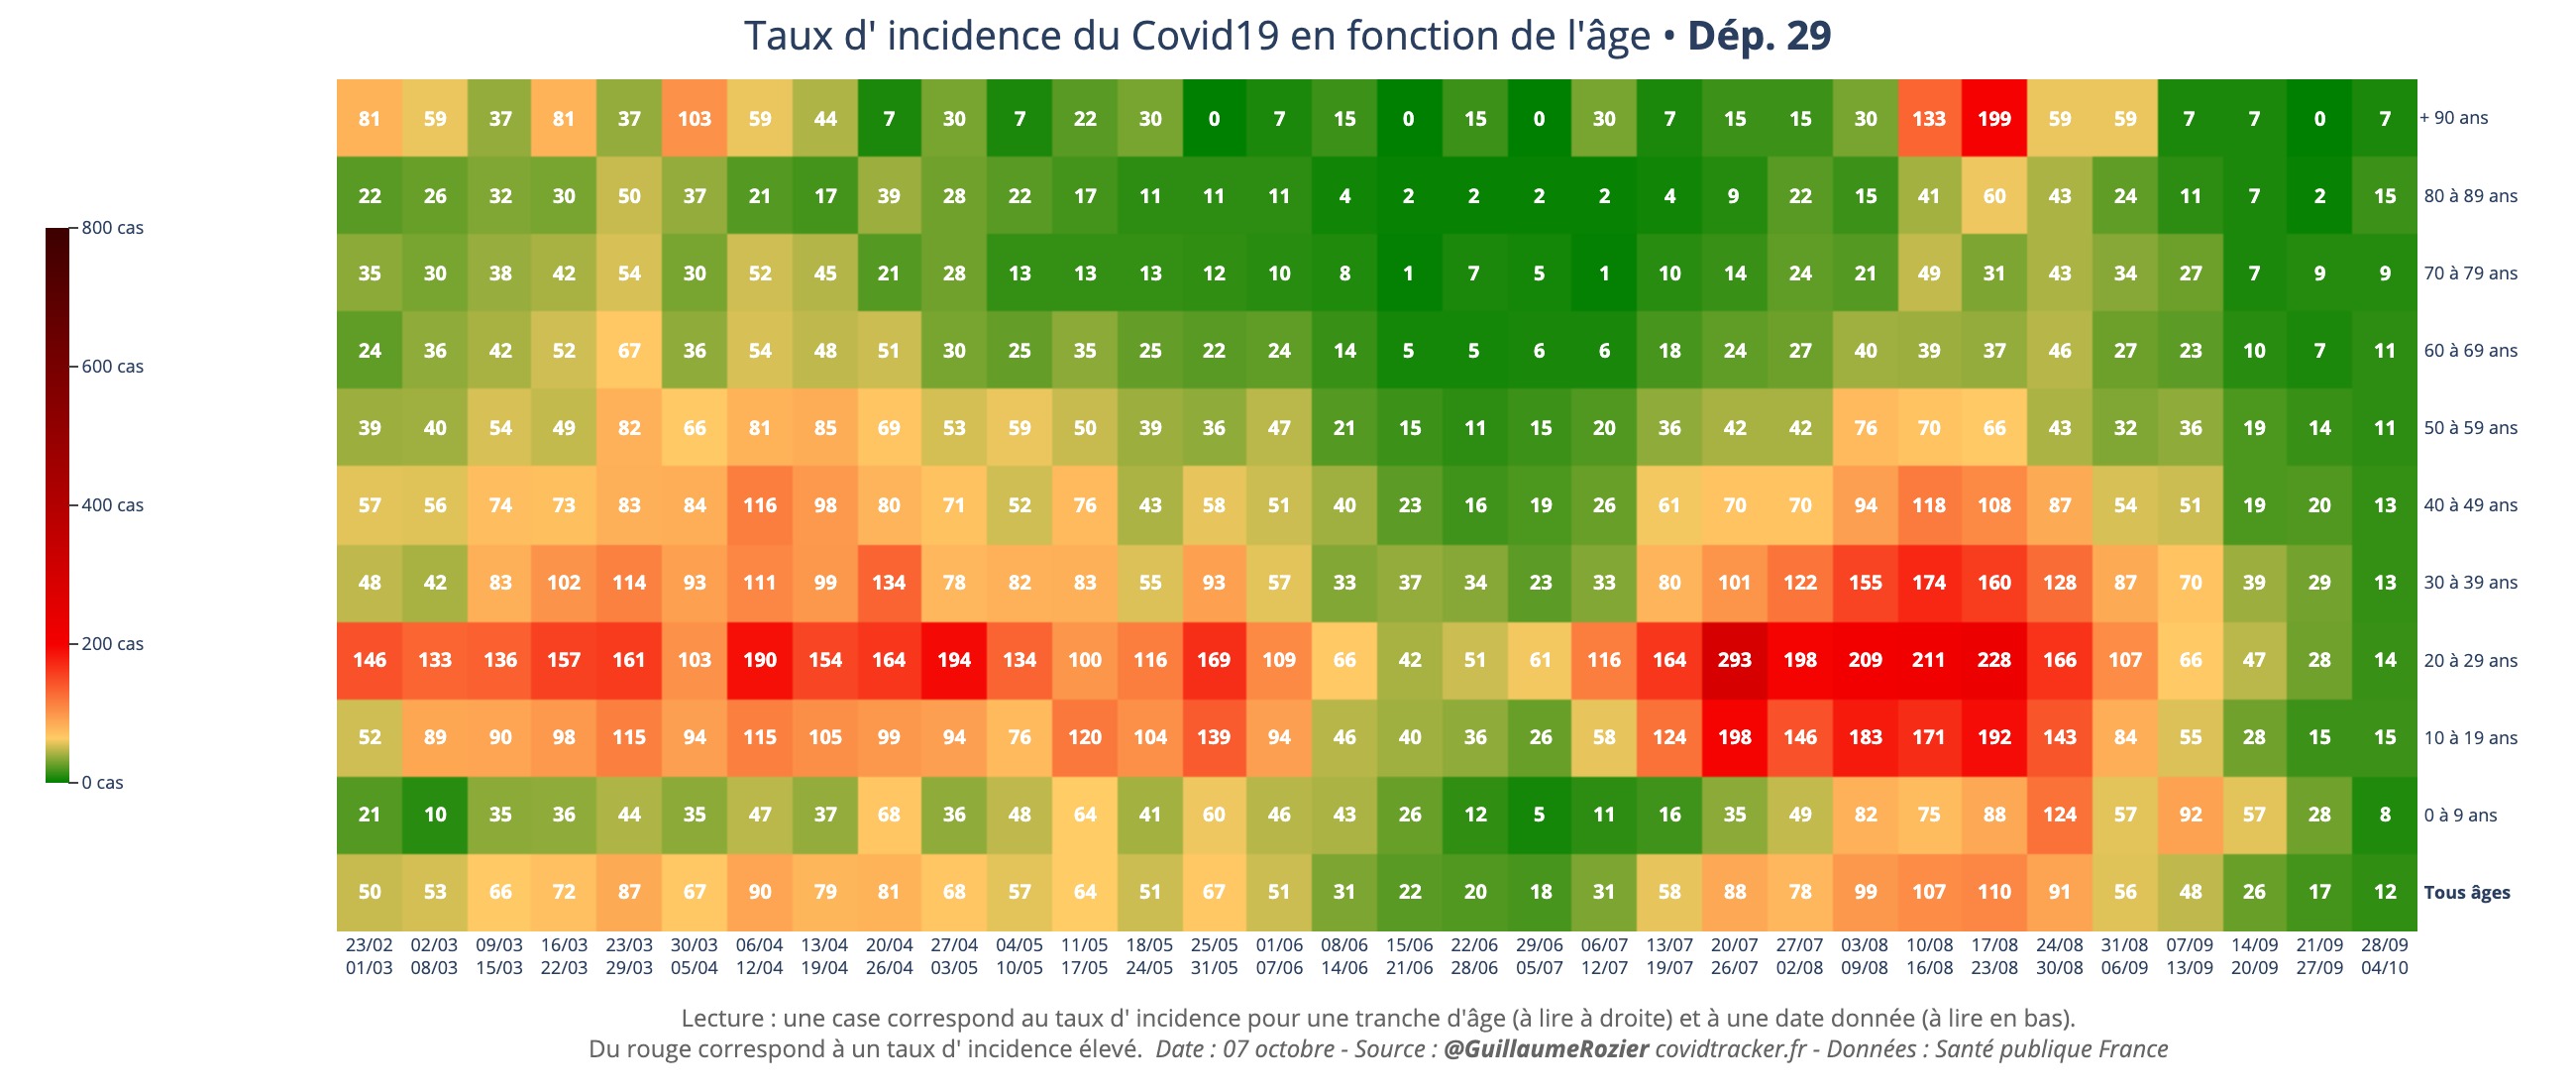 Taux d' incidence du Covid19 en fonction de l'âge • Dép. 29
800 cas
600 cas
400 cas
200 cas
0 cas
81 59 37 81 37 103 59 44 7 30 7 22 30 0 7 15 0 15 0 30 7 15 15 30 133 199 59 59 7 7 0 7 + 90 ans
22 26 32 30 50 37 21 17 39 28 22 17 11 11 11 4 2 2 2 2 4 9 22 15 41 60 43 24 11 7 2 15 80 à 89 ans
35 30 38 42 54 30 52 45 21 28 13 13 13 12 10 8 1 7 5 1 10 14 24 21 49 31 43 34 27 7 9 9 70 à 79 ans
24 36 42 52 67 36 54 48 51 30 25 35 25 22 24 14 5 5 6 6 18 24 27 40 39 37 46 27 23 10 7 11 60 à 69 ans
39 40 54 49 82 66 81 85 69 53 59 50 39 36 47 21 15 11 15 20 36 42 42 76 70 66 43 32 36 19 14 11 50 à 59 ans
57 56 74 73 83 84 116 98 80 71 52 76 43 58 51 40 23 16 19 26 61 70 70 94 118 108 87 54 51 19 20 13 40 à 49 ans
48 42 83 102 114 93 111 99 134 78 82 83 55 93 57 33 37 34 23 33 80 101 122 155 174 160 128 87 70 39 29 13 30 à 39 ans
146 133 136 157 161 103 190 154 164 194 134 100 116 169 109 66 42 51 61 116 164 293 198 209 211 228 166 107 66 47 28 14 20 à 29 ans
52 89 90 98 115 94 115 105 99 94 76 120 104 139 94 46 40 36 26 58 124 198 146 183 171 192 143 84 55 28 15 15 10 à 19 ans
21 10 35 36 44 35 47 37 68 36 48 64 41 60 46 43 26 12 5 11 16 35 49 82 75 88 124 57 92 57 28 8 0 à 9 ans
50 53 66 72 87 67 90 79 81 68 57 64 51 67 51 31 22 20 18 31 58 88 78 99 107 110 91 56 48 26 17 12 Tous âges
23/02 02/03 09/03 16/03 23/03 30/03 06/04 13/04 20/04 27/04 04/05 11/05 18/05 25/05 01/06 08/06 15/06 22/06 29/06 06/07 13/07 20/07 27/07 03/08 10/08 17/08 24/08 31/08 07/09 14/09 21/09 28/09
01/03 08/03 15/03 22/03 29/03 05/04 12/04 19/04 26/04 03/05 10/05 17/05 24/05 31/05 07/06 14/06 21/06 28/06 05/07 12/07 19/07 26/07 02/08 09/08 16/08 23/08 30/08 06/09 13/09 20/09 27/09 04/10
Lecture : une case correspond au taux d' incidence pour une tranche d'âge (à lire à droite) et à une date donnée (à lire en bas).
Du rouge correspond à un taux d' incidence élevé. Date : 07 octobre - Source : @GuillaumeRozier covidtracker.fr - Données : Santé publique France